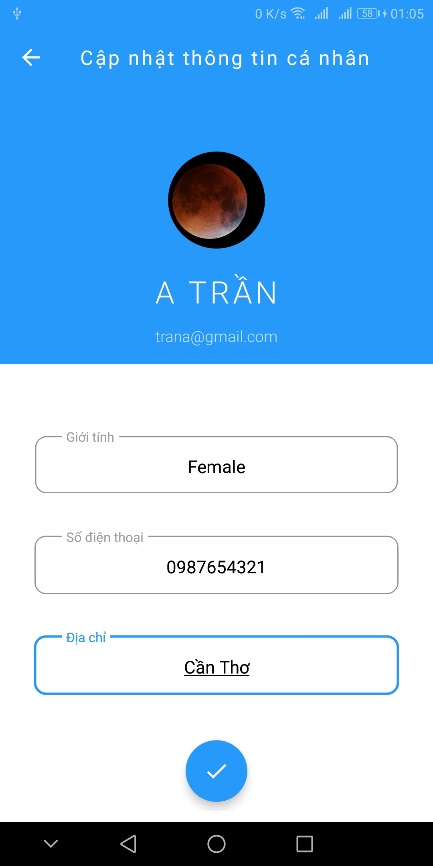 0 K/s 58 01:05
Cập nhật thông tin cá nhân
A TRẦN
trana@gmail.com
Giới tính
Female
Số điện thoại
0987654321
Địa chỉ
Cần Thơ